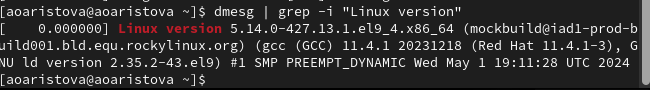 [aoaristova@aoaristova ~]$ dmesg | grep -i "Linux version"
[    0.000000] Linux version 5.14.0-427.13.1.el9_4.x86_64 (mockbuild@iad1-prod-b
uild001.bld.equ.rockylinux.org) (gcc (GCC) 11.4.1 20231218 (Red Hat 11.4.1-3), G
NU ld version 2.35.2-43.el9) #1 SMP PREEMPT_DYNAMIC Wed May 1 19:11:28 UTC 2024
[aoaristova@aoaristova ~]$